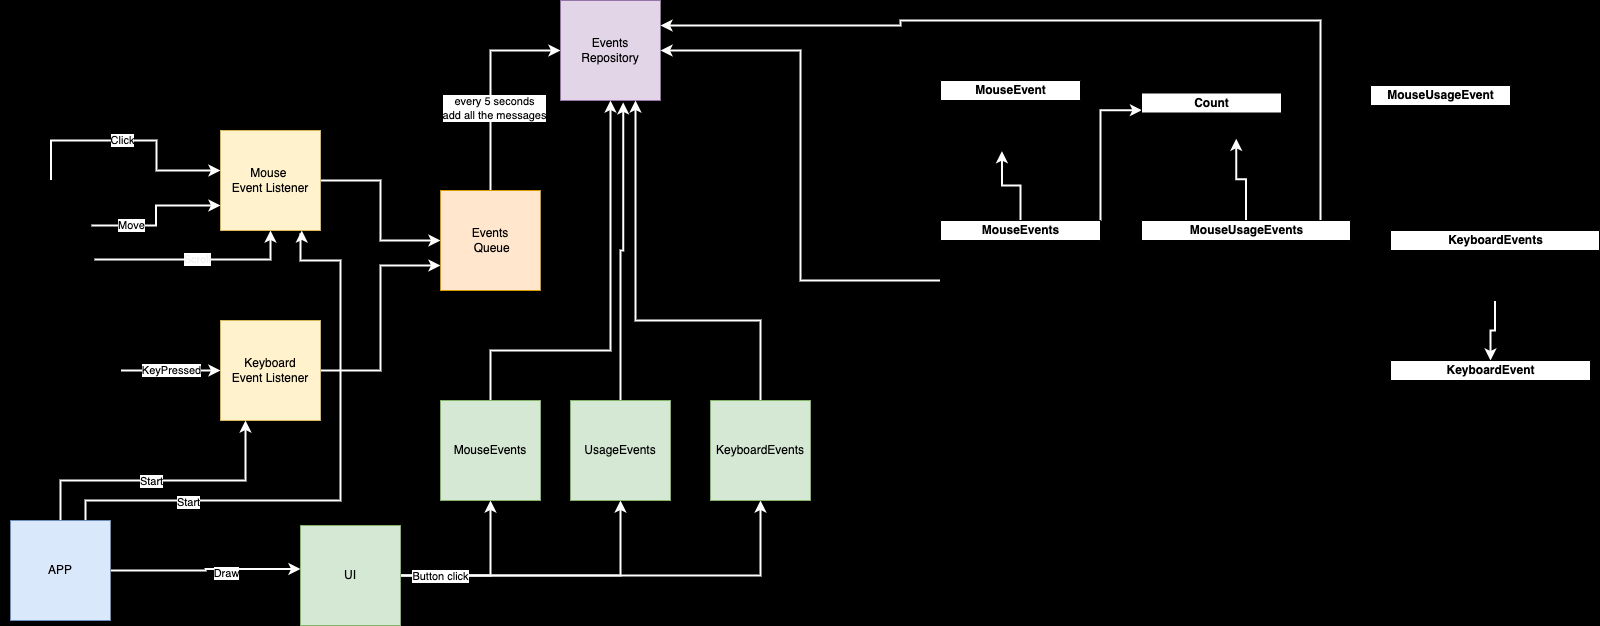 Events
Repository
MouseEvent
Count
MouseUsageEvent
every 5 seconds
add all the messages
Click
Mouse
Event Listener
Move
Scroll
Events
Queue
MouseEvents
MouseUsageEvents
KeyboardEvents
Keyboard
Event Listener
KeyPressed
KeyboardEvent
MouseEvents
UsageEvents
KeyboardEvents
Start
Start
APP
Draw
UI
Button click